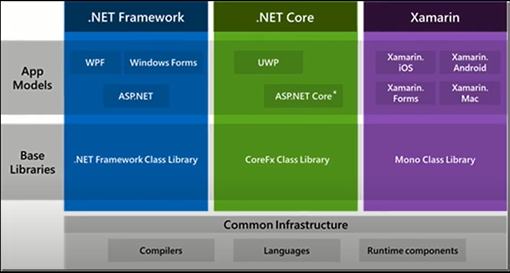 .NET Framework
.NET Core
Xamarin
App
Models
WPF
Windows Forms
ASP.NET
UWP
ASP.NET Core*
Xamarin.
iOS
Xamarin.
Android
Xamarin.
Forms
Xamarin.
Mac
Base
Libraries
.NET Framework Class Library
CoreFx Class Library
Mono Class Library
Common Infrastructure
Compilers
Languages
Runtime components